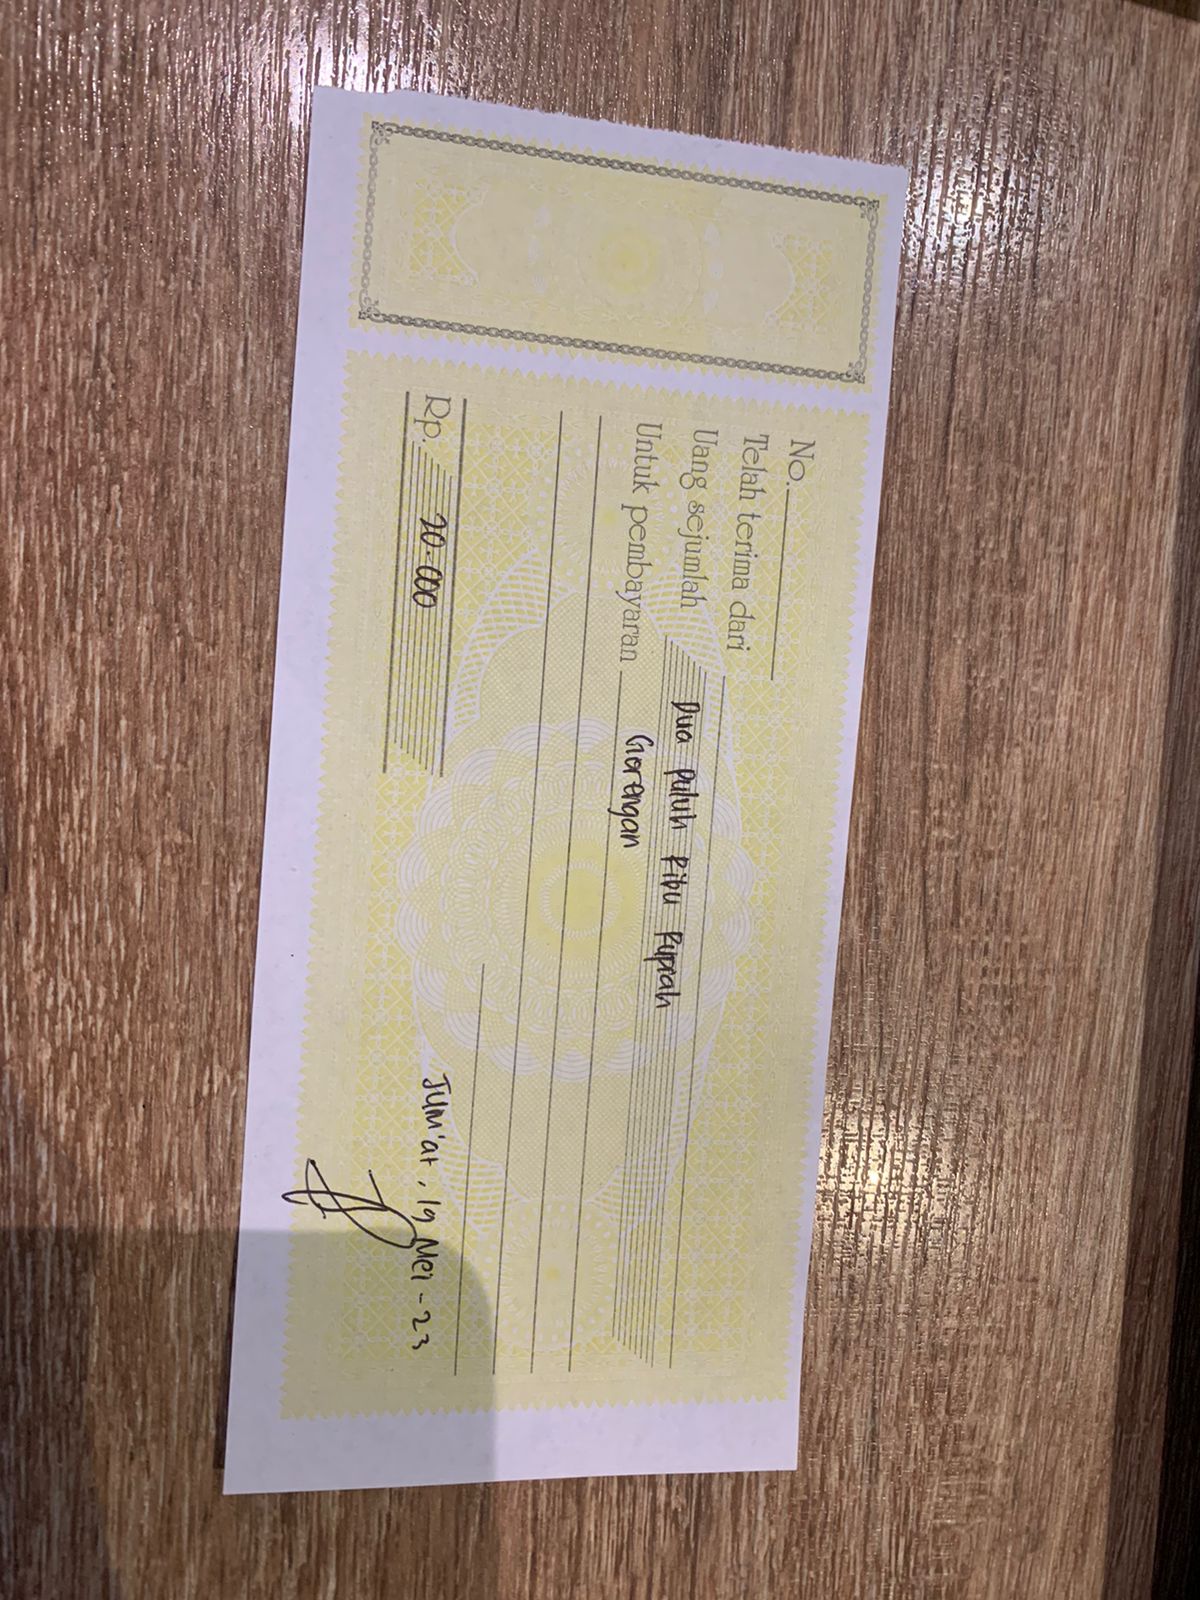 No.
Telah terima dari
Uang sejumlah Dua puluh Ribu Rupiah
Untuk pembayaran Gorengan
Rp. 20.000
Jum'at, 19 Mei - 23